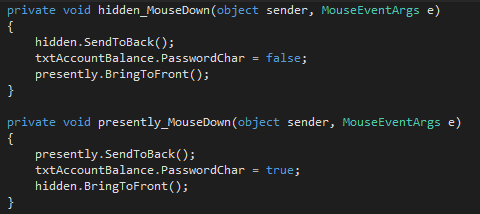 private void hidden_MouseDown(object sender, MouseEventArgs e)
{
    hidden.SendToBack();
    txtAccountBalance.PasswordChar = false;
    presently.BringToFront();
}

private void presently_MouseDown(object sender, MouseEventArgs e)
{
    presently.SendToBack();
    txtAccountBalance.PasswordChar = true;
    hidden.BringToFront();
}